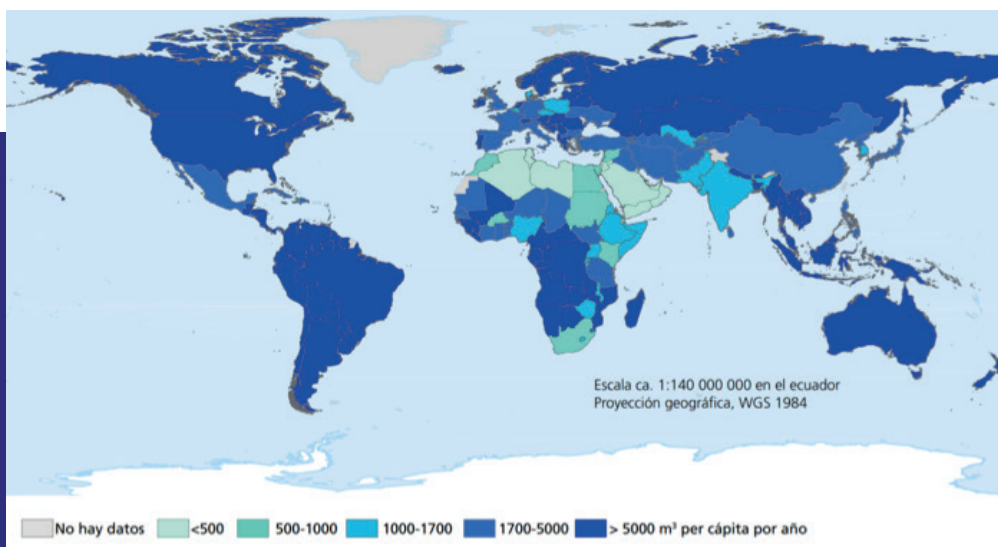 Escala ca. 1:140 000 000 en el ecuador
Proyección geográfica, WGS 1984
No hay datos <500 500-1000 1000-1700 1700-5000 > 5000 m³ per cápita por año